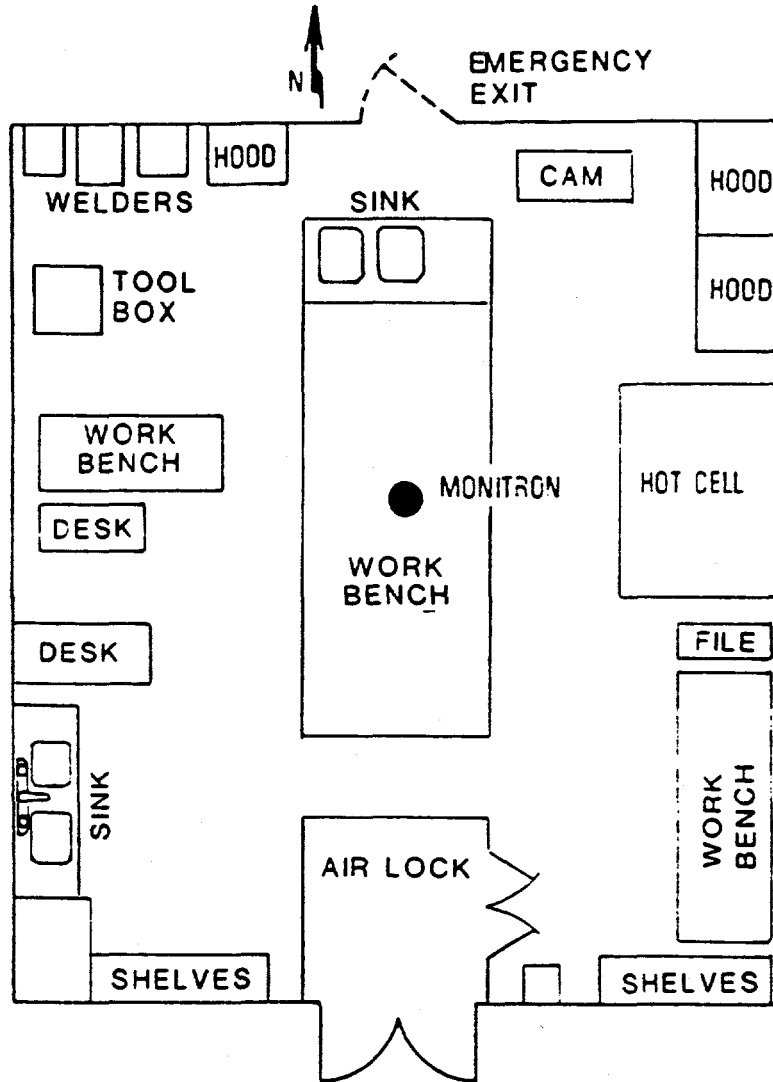 N
EMERGENCY
EXIT
HOOD
WELDERS
SINK
CAM
HOOD
TOOL
BOX
HOOD
WORK
BENCH
MONITRON
HOT CELL
DESK
WORK
BENCH
DESK
FILE
SINK
WORK
BENCH
AIR LOCK
SHELVES
SHELVES